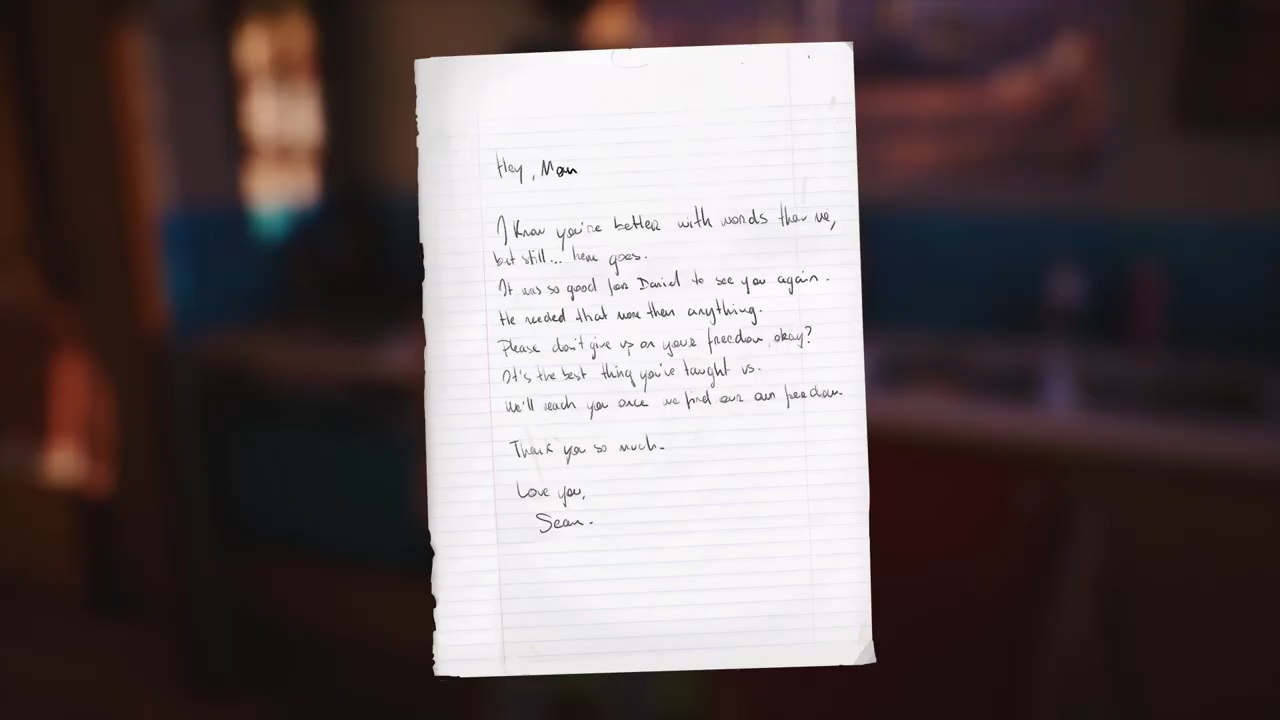 Hey, Mom
I know you're better with words than me,
but still... here goes.
It was so good for Daniel to see you again.
He needed that more than anything.
Please don't give up on your freedom, okay?
It's the best thing you've taught us.
We'll reach you once we find our own freedom.
Thank you so much.
Love you,
Sean.